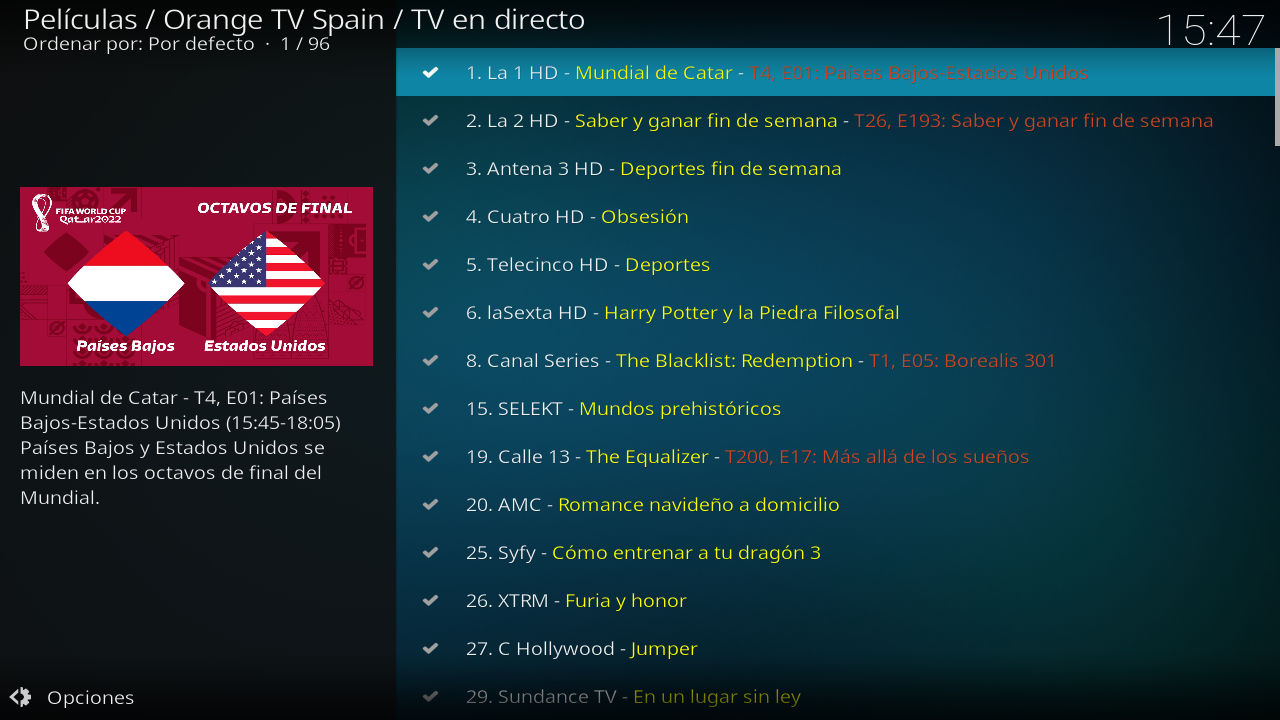 Películas / Orange TV Spain / TV en directo
Ordenar por: Por defecto · 1 / 96
15:47
FIFA WORLD CUP
Qatar2022
OCTAVOS DE FINAL
Países Bajos
Estados Unidos
Mundial de Catar - T4, E01: Países
Bajos-Estados Unidos (15:45-18:05)
Países Bajos y Estados Unidos se
miden en los octavos de final del
Mundial.
Opciones
1. La 1 HD - Mundial de Catar - T4, E01: Países Bajos-Estados Unidos
2. La 2 HD - Saber y ganar fin de semana - T26, E193: Saber y ganar fin de semana
3. Antena 3 HD - Deportes fin de semana
4. Cuatro HD - Obsesión
5. Telecinco HD - Deportes
6. laSexta HD - Harry Potter y la Piedra Filosofal
8. Canal Series - The Blacklist: Redemption - T1, E05: Borealis 301
15. SELEKT - Mundos prehistóricos
19. Calle 13 - The Equalizer - T200, E17: Más allá de los sueños
20. AMC - Romance navideño a domicilio
25. Syfy - Cómo entrenar a tu dragón 3
26. XTRM - Furia y honor
27. C Hollywood - Jumper
29. Sundance TV - En un lugar sin ley